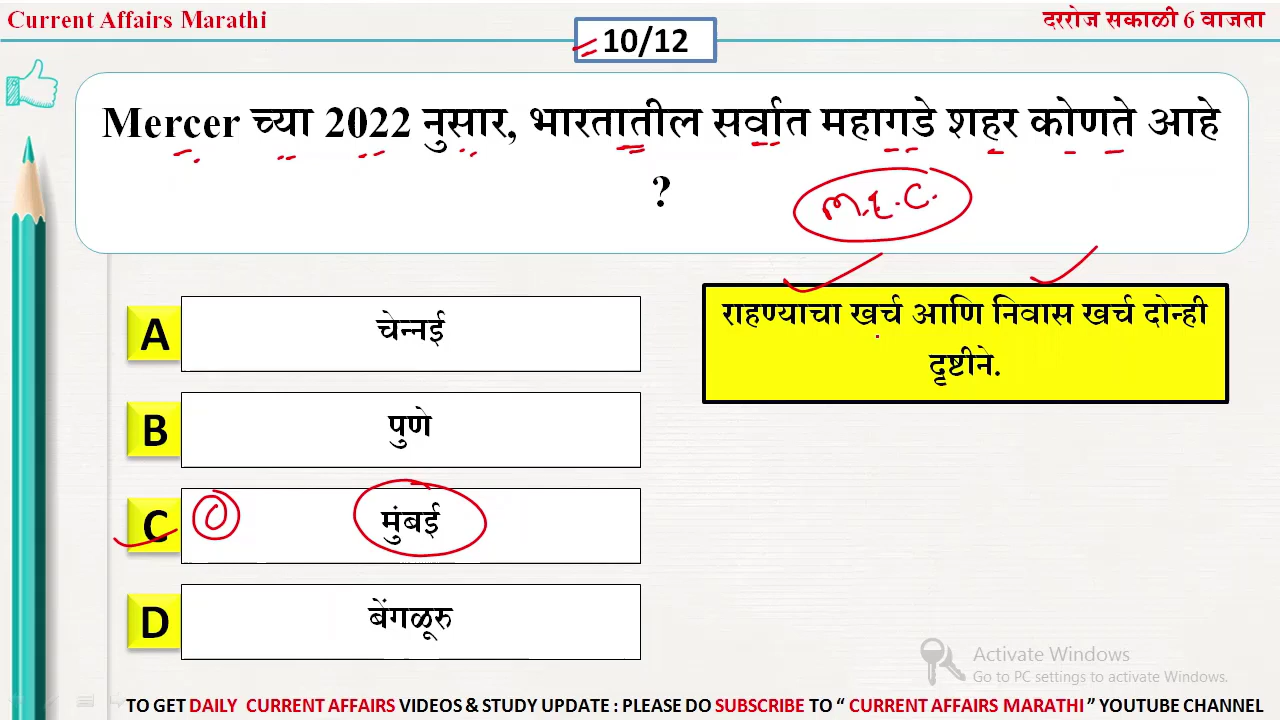 Current Affairs Marathi
दररोज सकाळी 6 वाजता
10/12
Mercer च्या 2022 नुसार, भारतातील सर्वात महागडे शहर कोणते आहे
?
M.E.C.
राहण्याचा खर्च आणि निवास खर्च दोन्ही
दृष्टीने.
A चेन्नई
B पुणे
C मुंबई
D बेंगळूरु
Activate Windows
Go to PC settings to activate Windows.
TO GET DAILY CURRENT AFFAIRS VIDEOS & STUDY UPDATE : PLEASE DO SUBSCRIBE TO “ CURRENT AFFAIRS MARATHI ” YOUTUBE CHANNEL